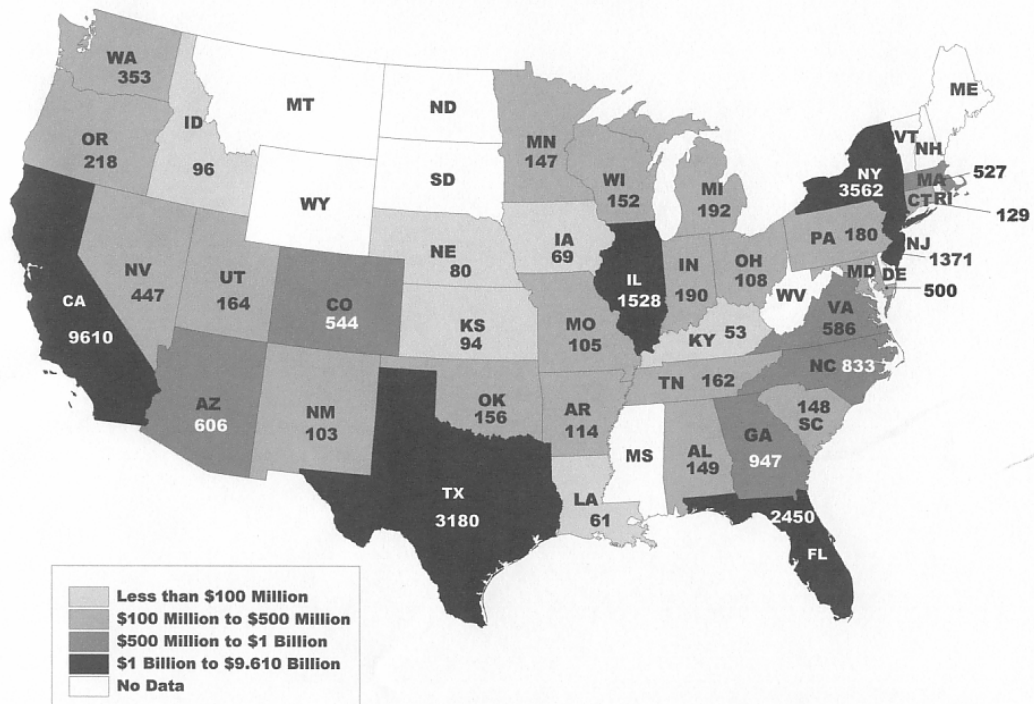 WA
353
MT
ND
ME
OR
218
ID
96
MN
147
VT
NH
WY
SD
WI
152
MI
192
NY
3562
MA
527
CT
RI
129
NV
447
UT
164
CO
544
NE
80
IA
69
IL
1528
IN
190
OH
108
PA 180
NJ
1371
MD
DE
500
WV
VA
586
CA
9610
KS
94
MO
105
KY 53
NC 833
AZ
606
NM
103
OK
156
AR
114
TN 162
148
SC
MS
AL
149
GA
947
TX
3180
LA
61
2450
FL
Less than $100 Million
$100 Million to $500 Million
$500 Million to $1 Billion
$1 Billion to $9.610 Billion
No Data